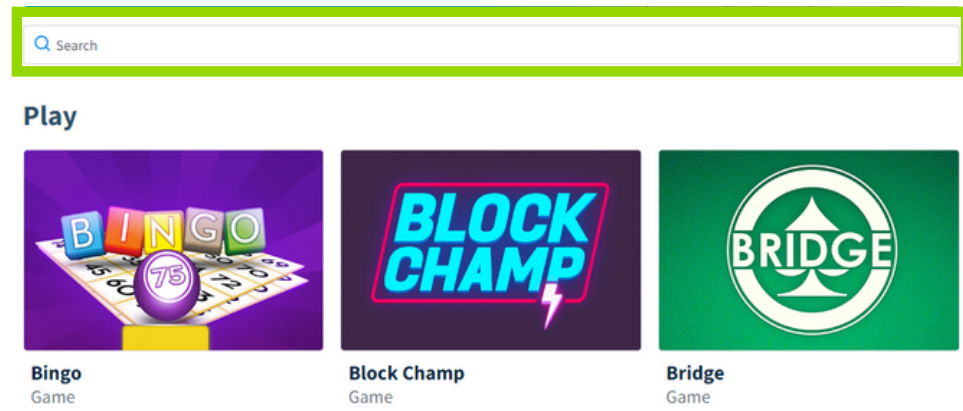 Search
Play
BINGO
75
BLOCK
CHAMP
BRIDGE
Bingo
Block Champ
Bridge
Game
Game
Game